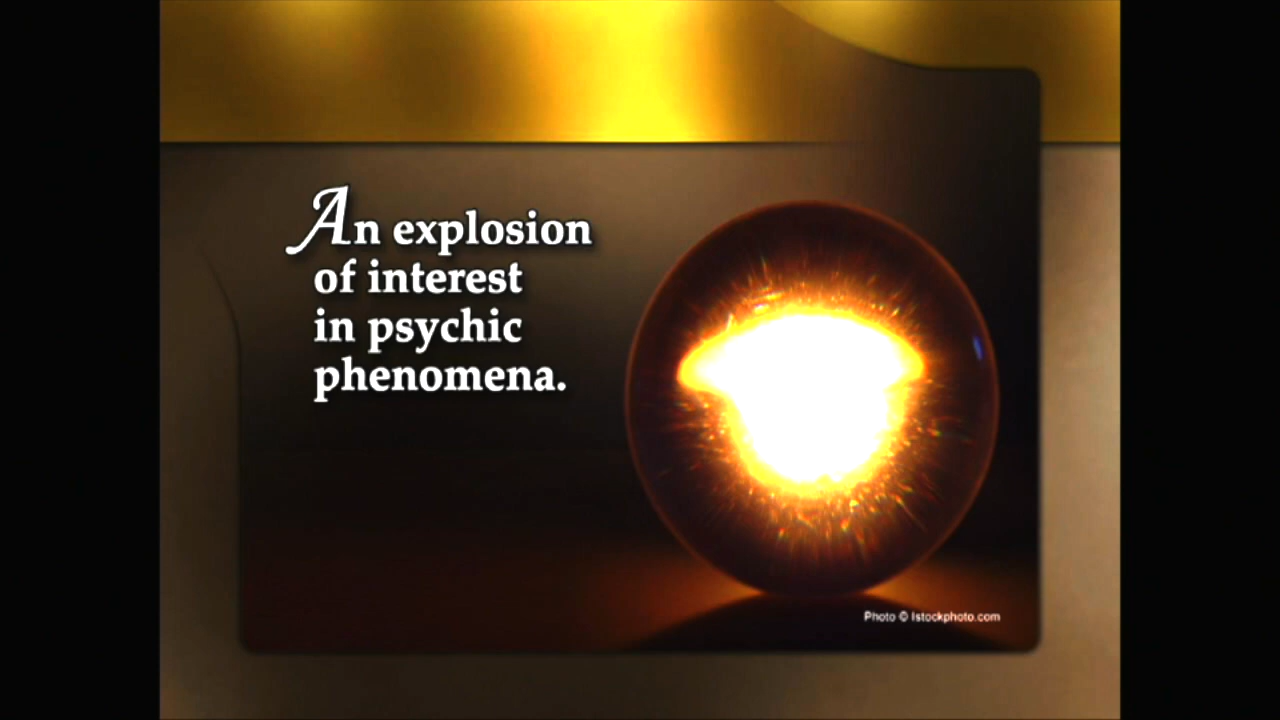 An explosion
of interest
in psychic
phenomena.
Photo © Istockphoto.com